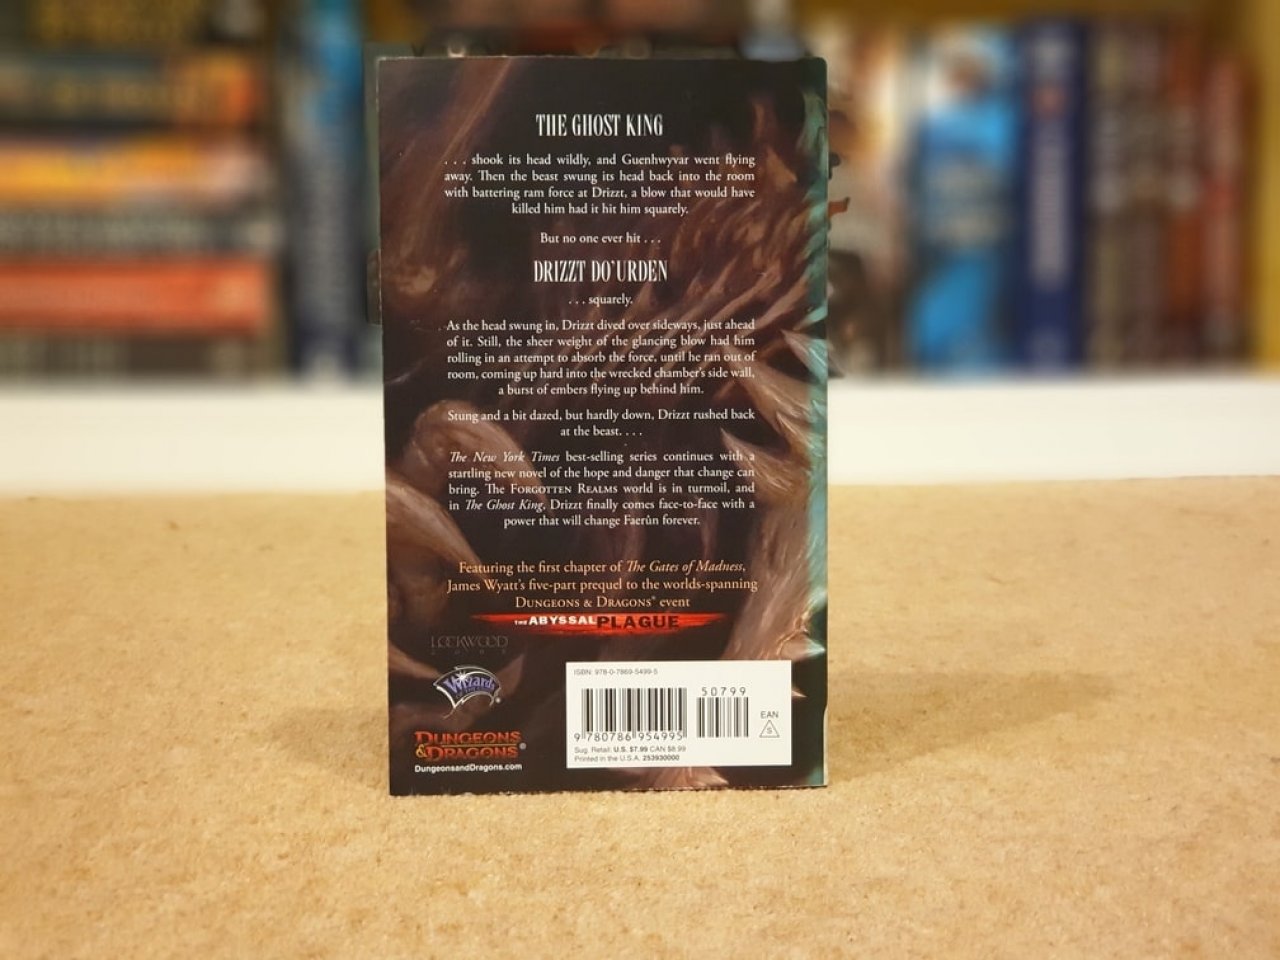 THE GHOST KING
. . . shook its head wildly, and Guenhwyvar went flying
away. Then the beast swung its head back into the room
with battering ram force at Drizzt, a blow that would have
killed him had it hit him squarely.
But no one ever hit . . .
DRIZZT DO'URDEN
. . . squarely.
As the head swung in, Drizzt dived over sideways, just ahead
of it. Still, the sheer weight of the glancing blow had him
rolling in an attempt to absorb the force, until he ran out of
room, coming up hard into the wrecked chamber's side wall,
a burst of embers flying up behind him.
Stung and a bit dazed, but hardly down, Drizzt rushed back
at the beast. . . .
The New York Times best-selling series continues with a
startling new novel of the hope and danger that change can
bring. The FORGOTTEN REALMS world is in turmoil, and
in The Ghost King, Drizzt finally comes face-to-face with a
power that will change Faerûn forever.
Featuring the first chapter of The Gates of Madness,
James Wyatt's five-part prequel to the worlds-spanning
DUNGEONS & DRAGONS® event
THE ABYSSAL PLAGUE
LOCKWOOD
Wizards
DUNGEONS
& DRAGONS®
DungeonsandDragons.com
ISBN: 978-0-7869-5499-5
50799
9 780786 954995
EAN
S
Sug. Retail: U.S. $7.99 CAN $8.99
Printed in the U.S.A. 253930000